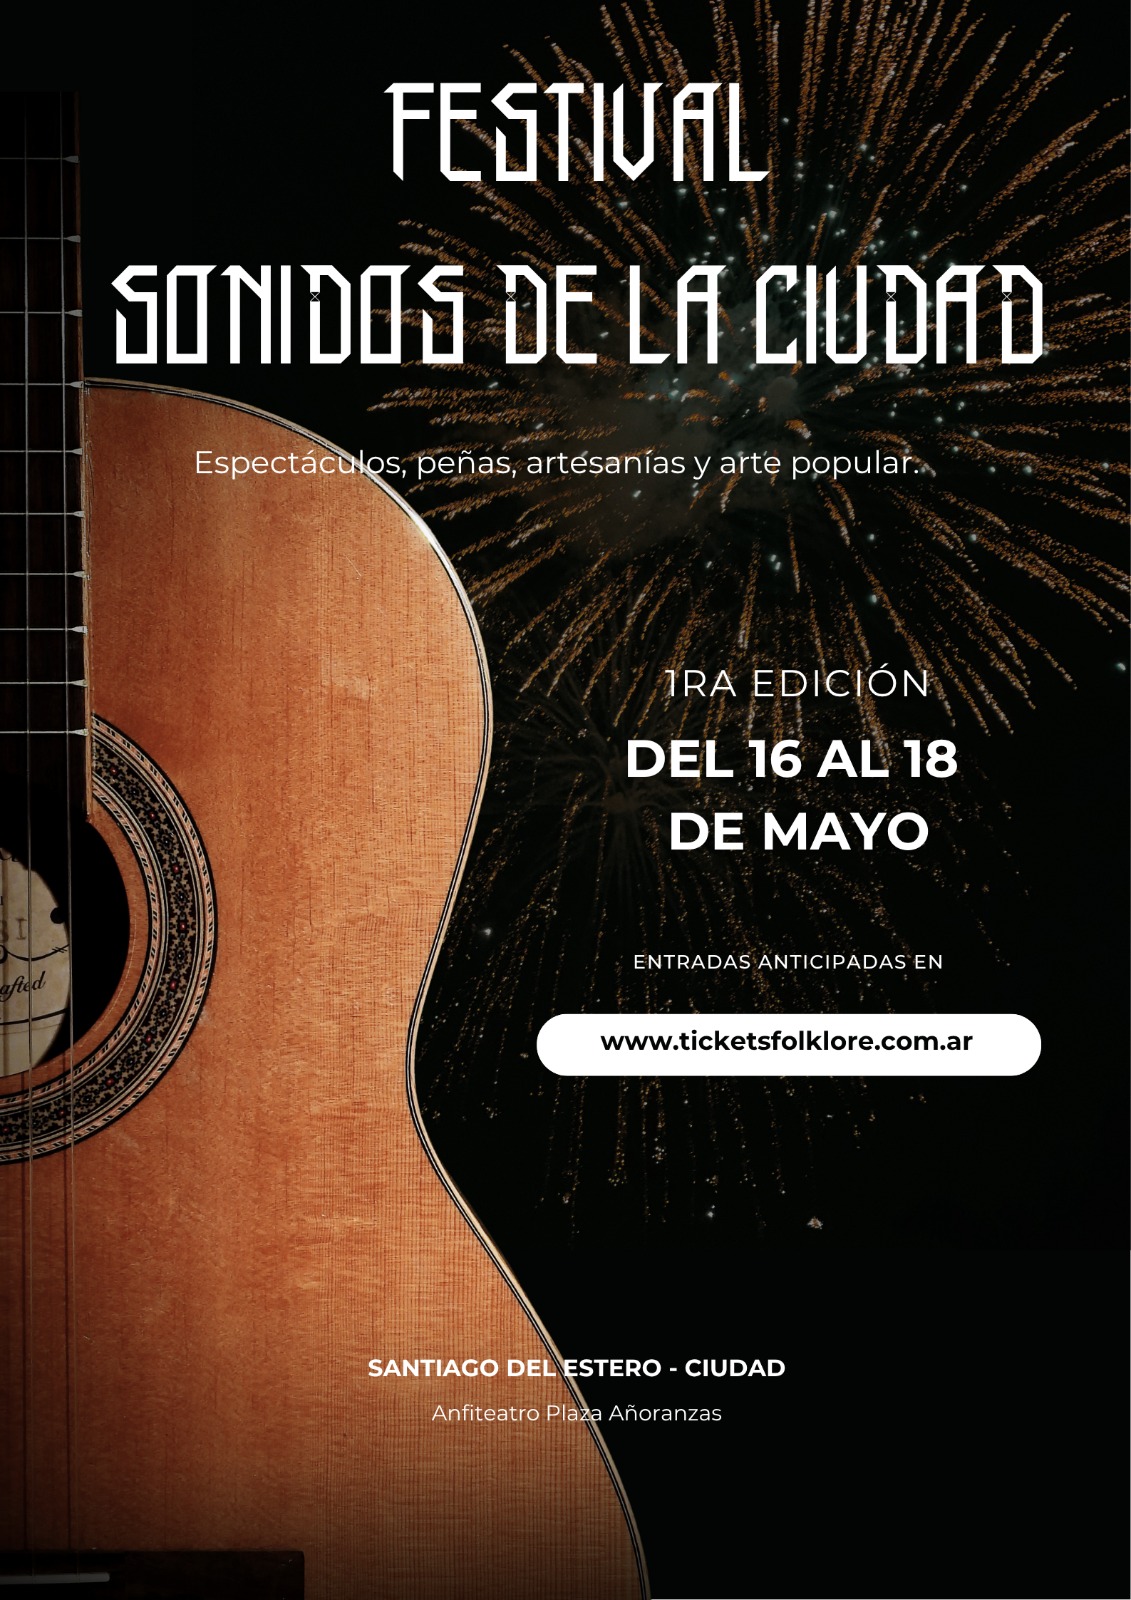 FESTIVAL
SONIDOS DE LA CIUDAD
Espectáculos, peñas, artesanías y arte popular.
1RA EDICIÓN
DEL 16 AL 18
DE MAYO
ENTRADAS ANTICIPADAS EN
www.ticketsfolklore.com.ar
SANTIAGO DEL ESTERO - CIUDAD
Anfiteatro Plaza Añoranzas